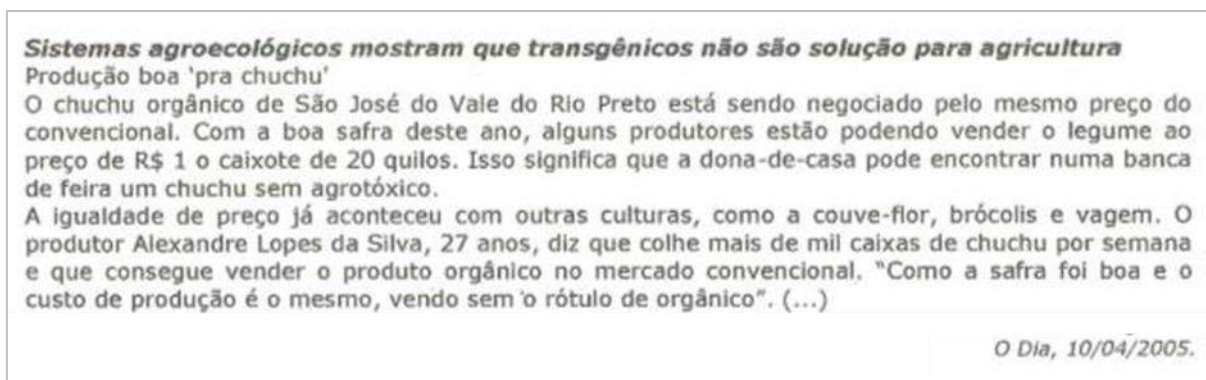 Sistemas agroecológicos mostram que transgênicos não são solução para agricultura
Produção boa 'pra chuchu'
O chuchu orgânico de São José do Vale do Rio Preto está sendo negociado pelo mesmo preço do
convencional. Com a boa safra deste ano, alguns produtores estão podendo vender o legume ao
preço de R$ 1 o caixote de 20 quilos. Isso significa que a dona-de-casa pode encontrar numa banca
de feira um chuchu sem agrotóxico.
A igualdade de preço já aconteceu com outras culturas, como a couve-flor, brócolis e vagem. O
produtor Alexandre Lopes da Silva, 27 anos, diz que colhe mais de mil caixas de chuchu por semana
e que consegue vender o produto orgânico no mercado convencional. "Como a safra foi boa e o
custo de produção é o mesmo, vendo sem o rótulo de orgânico". (...)
O Dia, 10/04/2005.